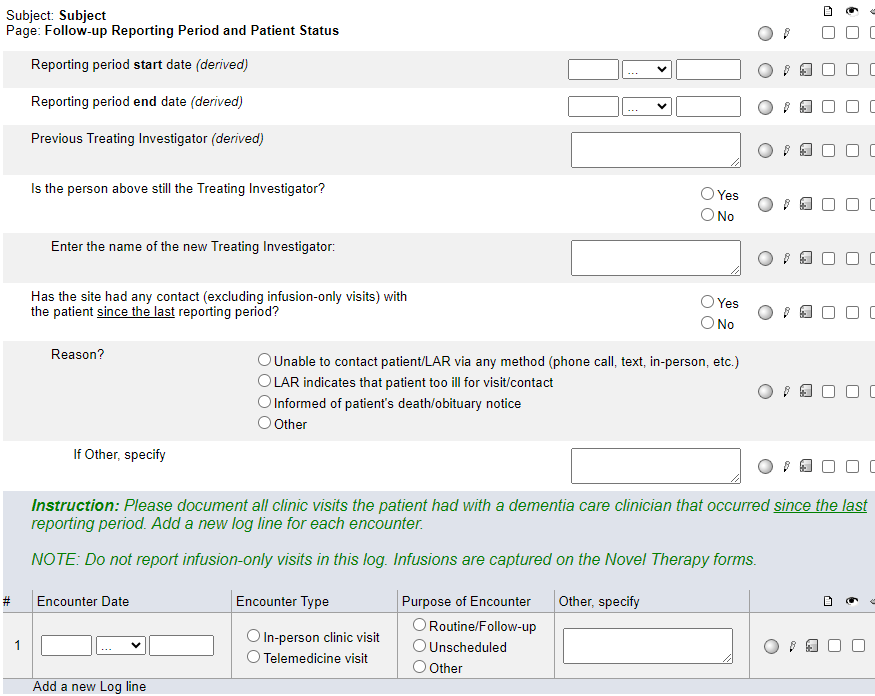 Subject: Subject
Page: Follow-up Reporting Period and Patient Status
Reporting period start date (derived)
...
Reporting period end date (derived)
...
Previous Treating Investigator (derived)
Is the person above still the Treating Investigator?
Yes
No
Enter the name of the new Treating Investigator:
Has the site had any contact (excluding infusion-only visits) with
the patient since the last reporting period?
Yes
No
Reason?
Unable to contact patient/LAR via any method (phone call, text, in-person, etc.)
LAR indicates that patient too ill for visit/contact
Informed of patient's death/obituary notice
Other
If Other, specify
Instruction: Please document all clinic visits the patient had with a dementia care clinician that occurred since the last
reporting period. Add a new log line for each encounter.
NOTE: Do not report infusion-only visits in this log. Infusions are captured on the Novel Therapy forms.
# Encounter Date Encounter Type Purpose of Encounter Other, specify
1
...
In-person clinic visit
Telemedicine visit
Routine/Follow-up
Unscheduled
Other
Add a new Log line